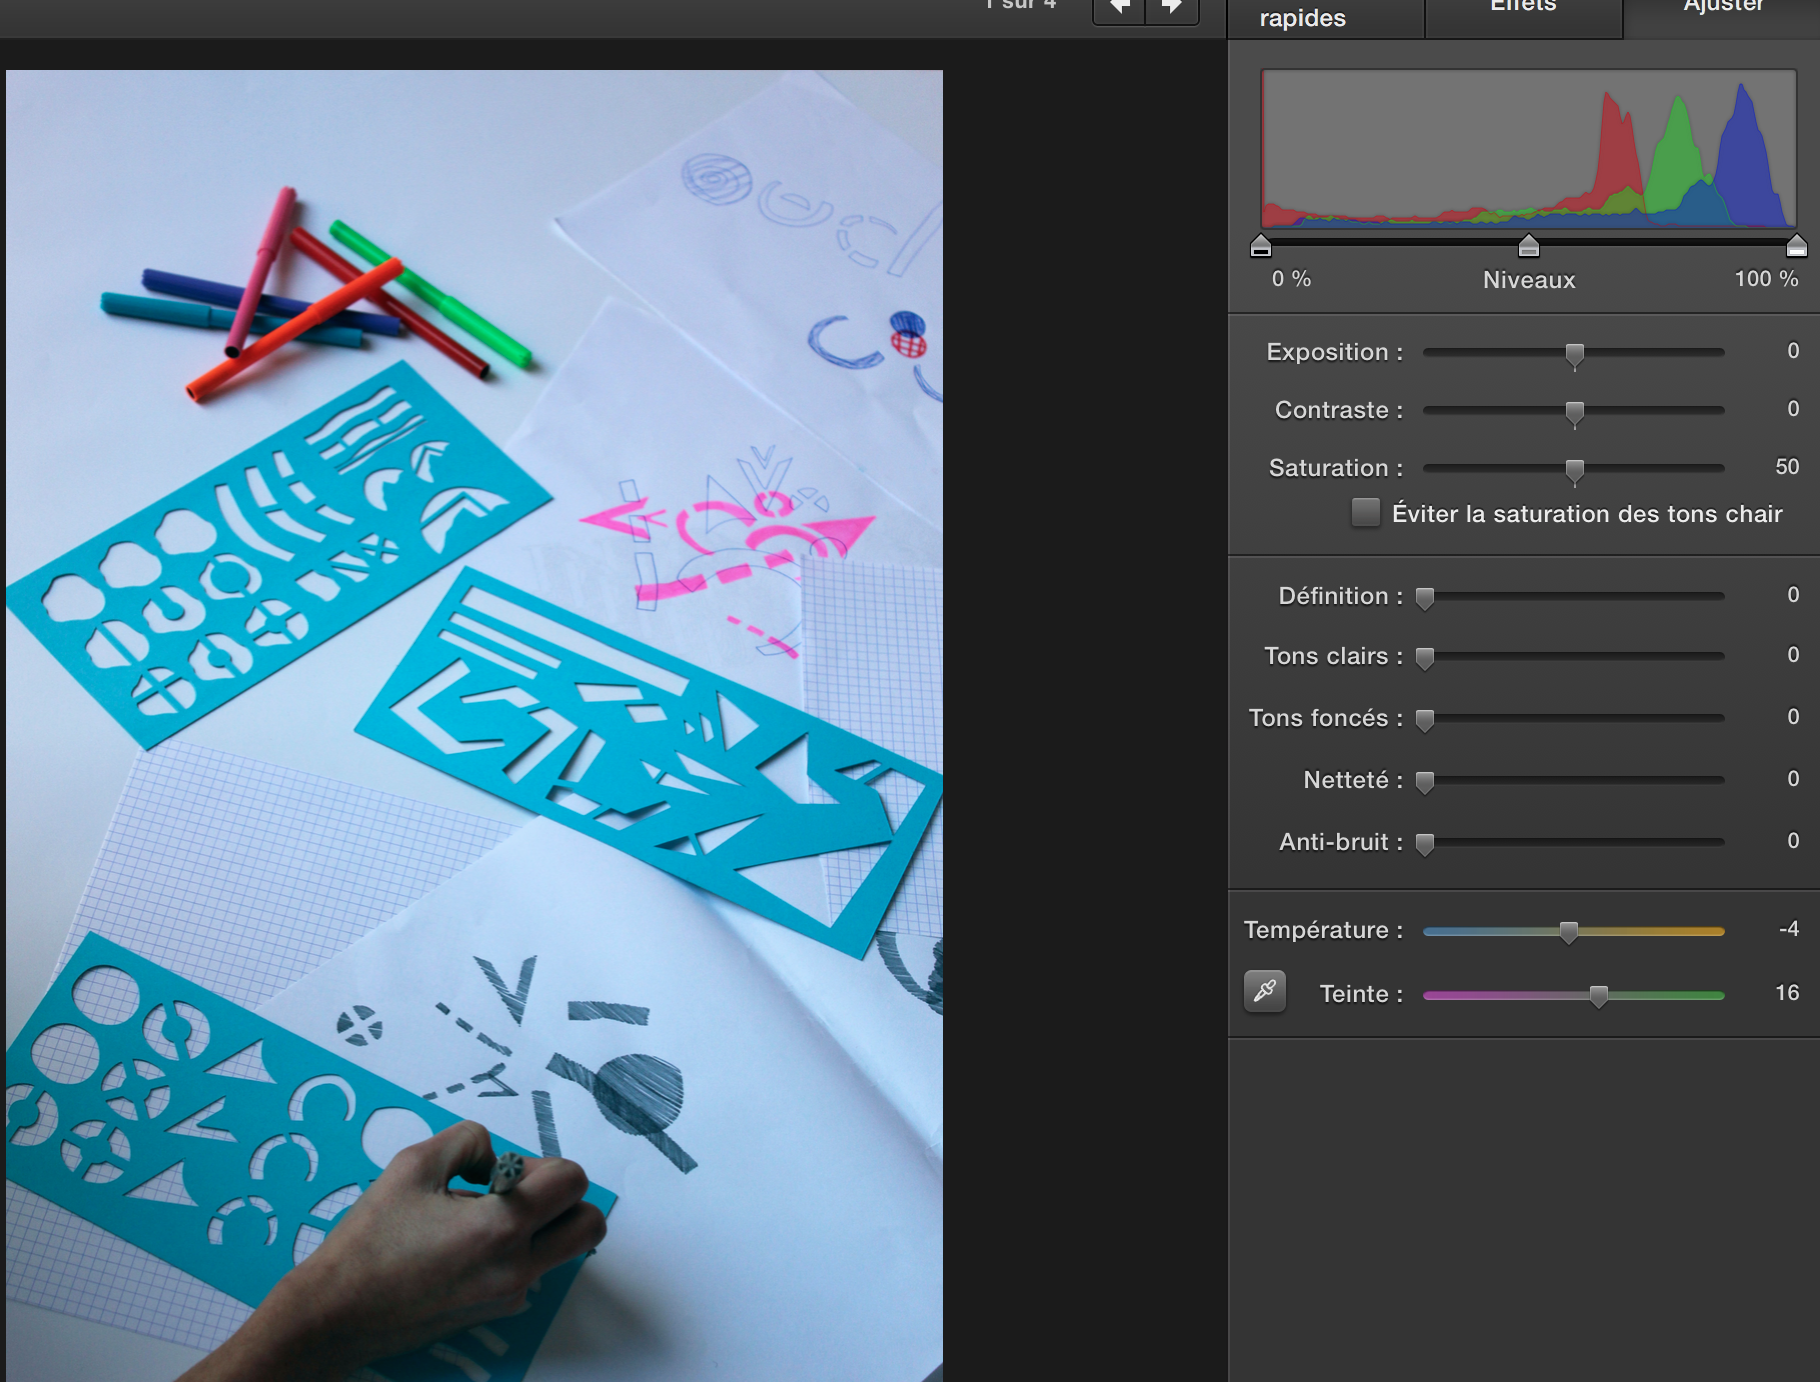 1 sur 4
rapides
Effets
Ajuster
0 %
Niveaux
100 %
Exposition :
0
Contraste :
0
Saturation :
50
Éviter la saturation des tons chair
Définition :
0
Tons clairs :
0
Tons foncés :
0
Netteté :
0
Anti-bruit :
0
Température :
-4
Teinte :
16